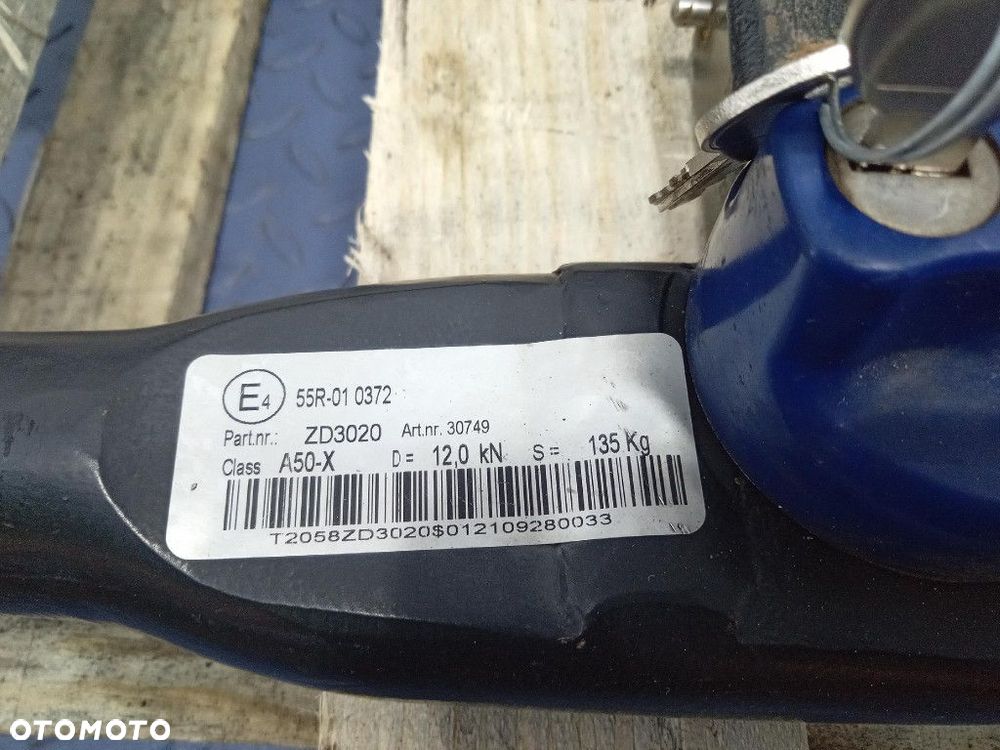 E4 55R-01 0372
Part.nr.: ZD3020 Art.nr. 30749
Class A50-X D= 12,0 kN S= 135 Kg
T2058ZD3020$012109280033
OTOMOTO